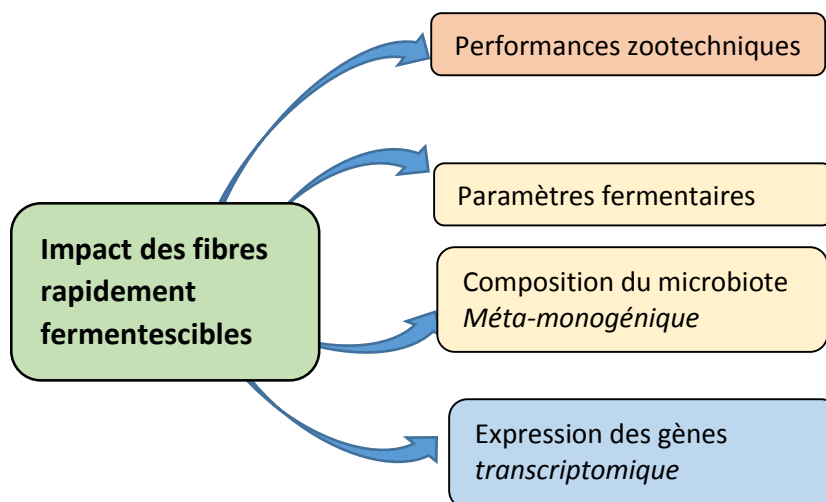 Performances zootechniques
Paramètres fermentaires
Impact des fibres
rapidement
fermentescibles
Composition du microbiote
Méta-monogénique
Expression des gènes
transcriptomique